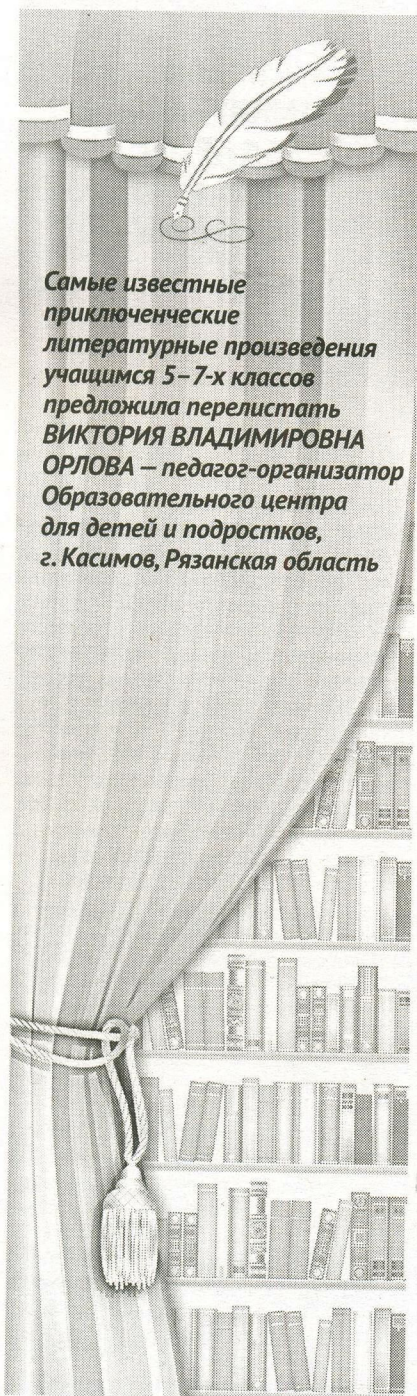 Самые известные
приключенческие
литературные произведения
учащимся 5–7-х классов
предложила перелистать
ВИКТОРИЯ ВЛАДИМИРОВНА
ОРЛОВА — педагог-организатор
Образовательного центра
для детей и подростков,
г. Касимов, Рязанская область